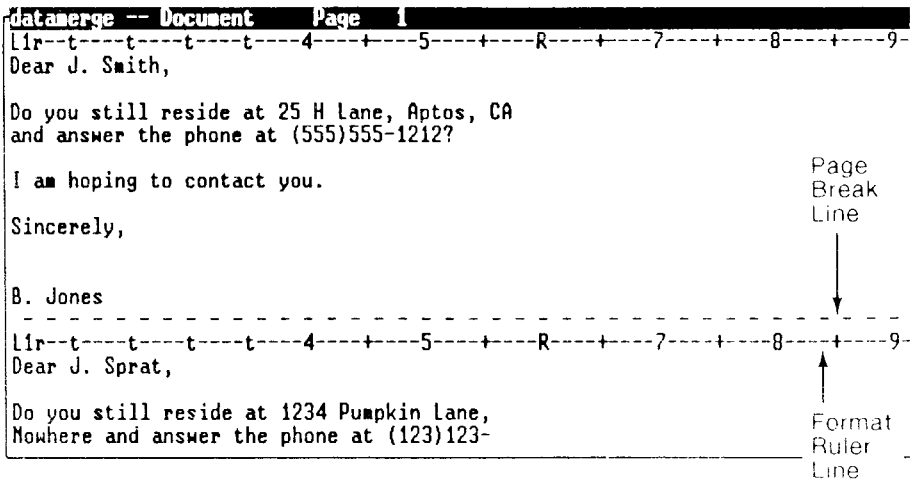 datamerge -- Document Page 1
L1r--t----t----t----t----4----+----5----+----R----+----7----+----8----+----9-
Dear J. Smith,
Do you still reside at 25 H Lane, Aptos, CA
and answer the phone at (555)555-1212?
I am hoping to contact you.
Sincerely,
B. Jones
Page
Break
Line
L1r--t----t----t----t----4----+----5----+----R----+----7----+----8----+----9-
Dear J. Sprat,
Do you still reside at 1234 Pumpkin Lane,
Nowhere and answer the phone at (123)123-
Format
Ruler
Line